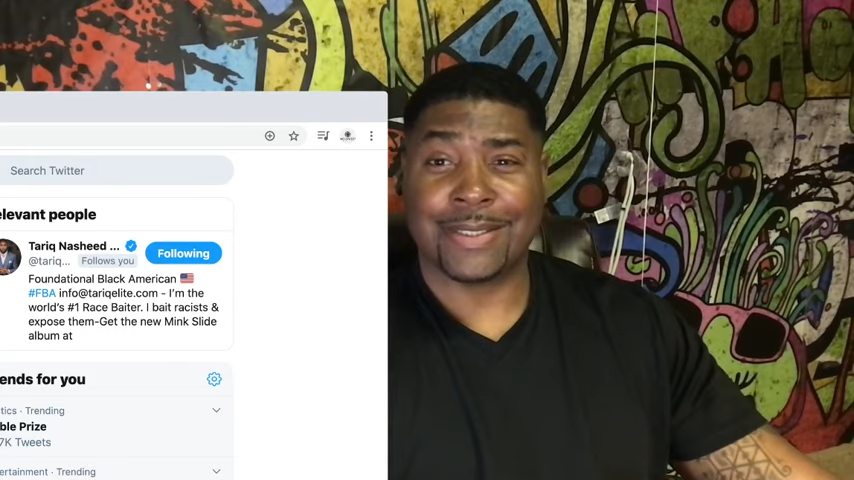 Search Twitter
elevant people
Tariq Nasheed ...
@tariq... Follows you
Following
Foundational Black American
#FBA info@tariqelite.com - I'm the
world's #1 Race Baiter. I bait racists &
expose them-Get the new Mink Slide
album at
ends for you
tics · Trending
ble Prize
7K Tweets
ertainment · Trending